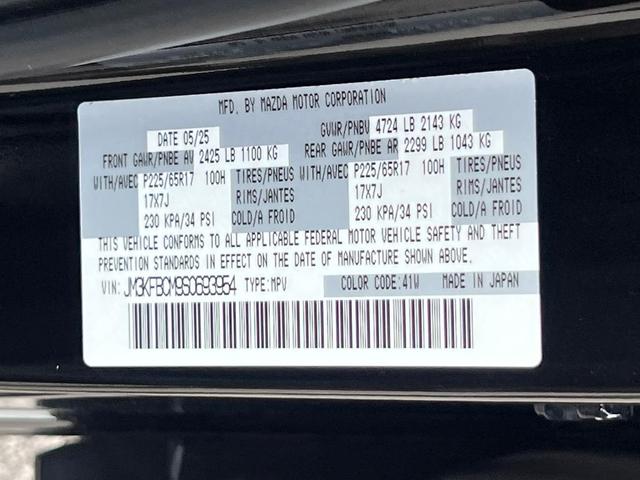 MFD. BY MAZDA MOTOR CORPORATION
DATE 05/25 GVWR/PNBV 4724 LB 2143 KG
FRONT GAWR/PNBE AV 2425 LB 1100 KG REAR GAWR/PNBE AR 2299 LB 1043 KG
WITH/AVEC P225/65R17 100H TIRES/PNEUS WITH/AVEC P225/65R17 100H TIRES/PNEUS
17X7J RIMS/JANTES 17X7J RIMS/JANTES
230 KPA/34 PSI COLD/A FROID 230 KPA/34 PSI COLD/A FROID
THIS VEHICLE CONFORMS TO ALL APPLICABLE FEDERAL MOTOR VEHICLE SAFETY AND THEFT
PREVENTION STANDARDS IN EFFECT ON THE DATE OF MANUFACTURE SHOWN ABOVE.
VIN: JM3KFBCM9S0693954 TYPE:MPV COLOR CODE:41W MADE IN JAPAN